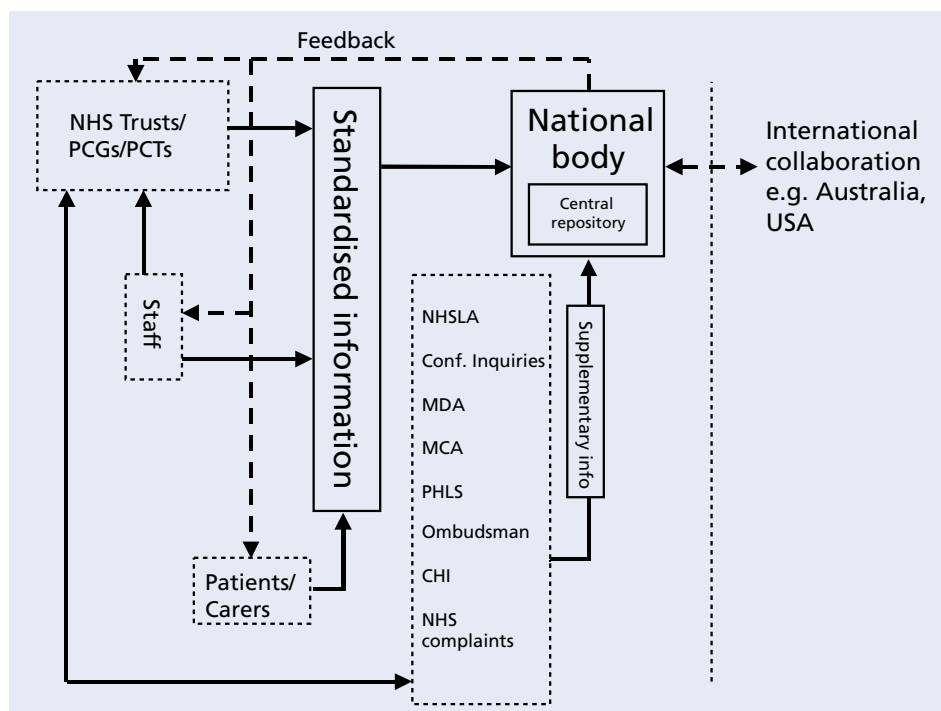 Feedback
NHS Trusts/
PCGs/PCTs
Standardised information
National
body
Central
repository
International
collaboration
e.g. Australia,
USA
Staff
NHSLA
Conf. Inquiries
MDA
MCA
PHLS
Ombudsman
CHI
NHS
complaints
Supplementary info
Patients/
Carers